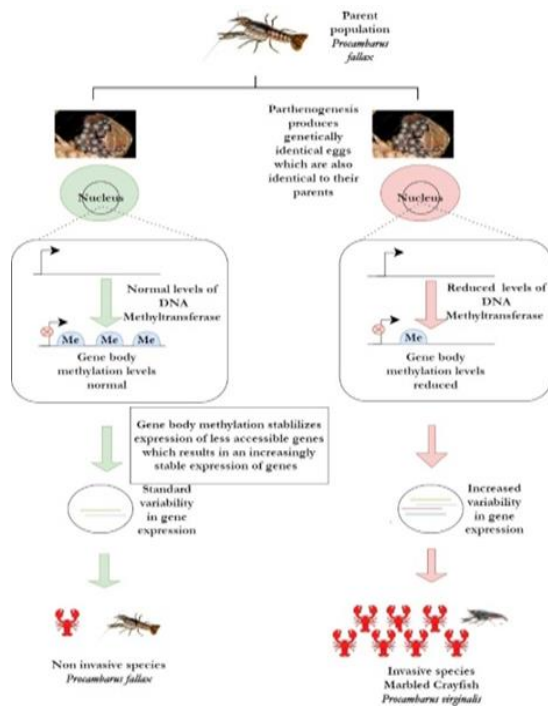 Parent
population
Procambarus
fallax
Parthenogenesis
produces
genetically
identical eggs
which are also
identical to their
parents
Nucleus
Nucleus
Normal levels of
DNA
Methyltransferase
Me Me Me
Gene body
methylation levels
normal
Reduced levels of
DNA
Methyltransferase
Me
Gene body
methylation levels
reduced
Gene body methylation stablilizes
expression of less accessible genes
which results in an increasingly
stable expression of genes
Standard
variability
in gene
expression
Increased
variability
in gene
expression
Non invasive species
Procambarus fallax
Invasive species
Marbled Crayfish
Procambarus virginalis